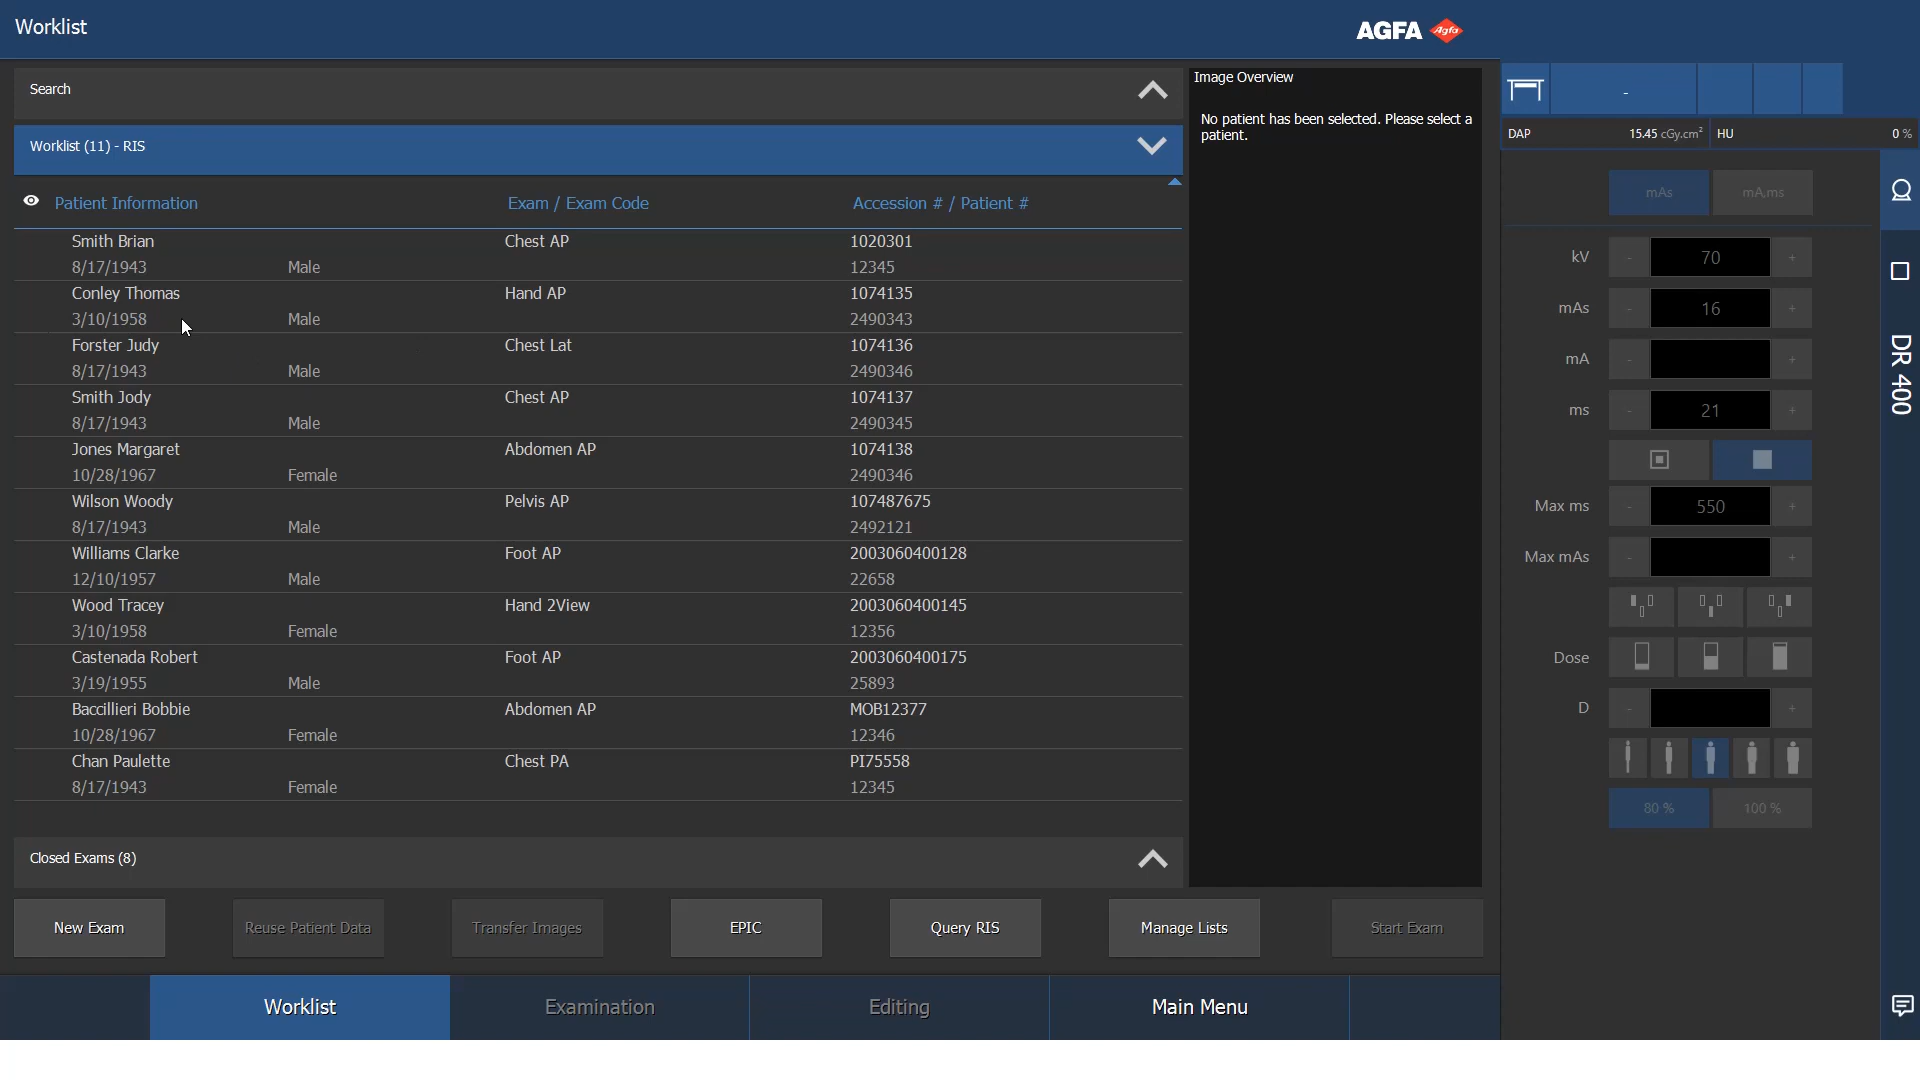 Worklist
AGFA Agfa
Search
Worklist (11) - RIS
Patient Information Exam / Exam Code Accession # / Patient #
Smith Brian Chest AP 1020301
8/17/1943 Male 12345
Conley Thomas Hand AP 1074135
3/10/1958 Male 2490343
Forster Judy Chest Lat 1074136
8/17/1943 Male 2490346
Smith Jody Chest AP 1074137
8/17/1943 Male 2490345
Jones Margaret Abdomen AP 1074138
10/28/1967 Female 2490346
Wilson Woody Pelvis AP 107487675
8/17/1943 Male 2492121
Williams Clarke Foot AP 2003060400128
12/10/1957 Male 22658
Wood Tracey Hand 2View 2003060400145
3/10/1958 Female 12356
Castenada Robert Foot AP 2003060400175
3/19/1955 Male 25893
Baccillieri Bobbie Abdomen AP MOB12377
10/28/1967 Female 12346
Chan Paulette Chest PA PI75558
8/17/1943 Female 12345
Closed Exams (8)
New Exam Reuse Patient Data Transfer Images EPIC Query RIS Manage Lists Start Exam
Worklist Examination Editing Main Menu
Image Overview
No patient has been selected. Please select a
patient.
-
DAP 15.45 cGy.cm² HU 0 %
mAs mA,ms
kV - 70 +
mAs - 16 +
mA - +
ms - 21 +
Max ms - 550 +
Max mAs - +
Dose
D - +
80 % 100 %
DR 400